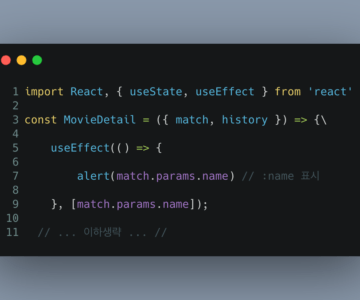 1 import React, { useState, useEffect } from 'react'
2
3 const MovieDetail = ({ match, history }) => {\
4
5     useEffect(() => {
6
7         alert(match.params.name) // :name 표시
8
9     }, [match.params.name]);
10
11   // ... 이하생략 ... //